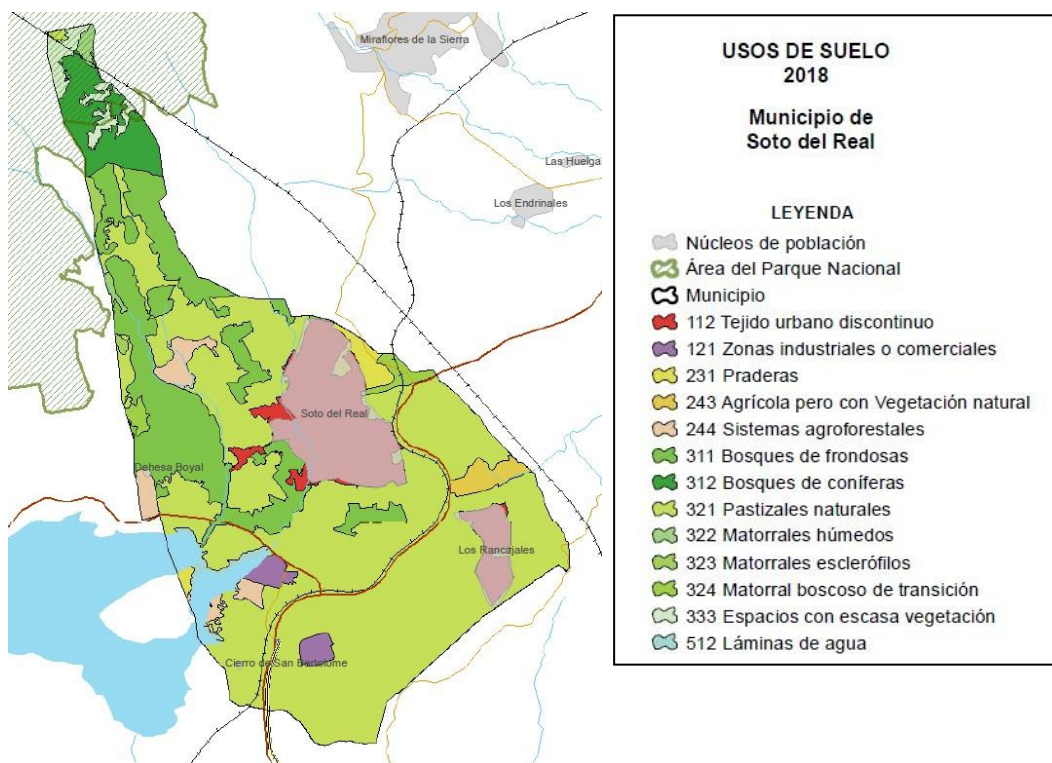 Miraflores de la Sierra
Las Huelga
Los Endrinales
Soto del Real
Dehesa Boyal
Los Rancajales
Cierro de San Bartolome
USOS DE SUELO
2018
Municipio de
Soto del Real
LEYENDA
Núcleos de población
Área del Parque Nacional
Municipio
112 Tejido urbano discontinuo
121 Zonas industriales o comerciales
231 Praderas
243 Agrícola pero con Vegetación natural
244 Sistemas agroforestales
311 Bosques de frondosas
312 Bosques de coníferas
321 Pastizales naturales
322 Matorrales húmedos
323 Matorrales esclerófilos
324 Matorral boscoso de transición
333 Espacios con escasa vegetación
512 Láminas de agua